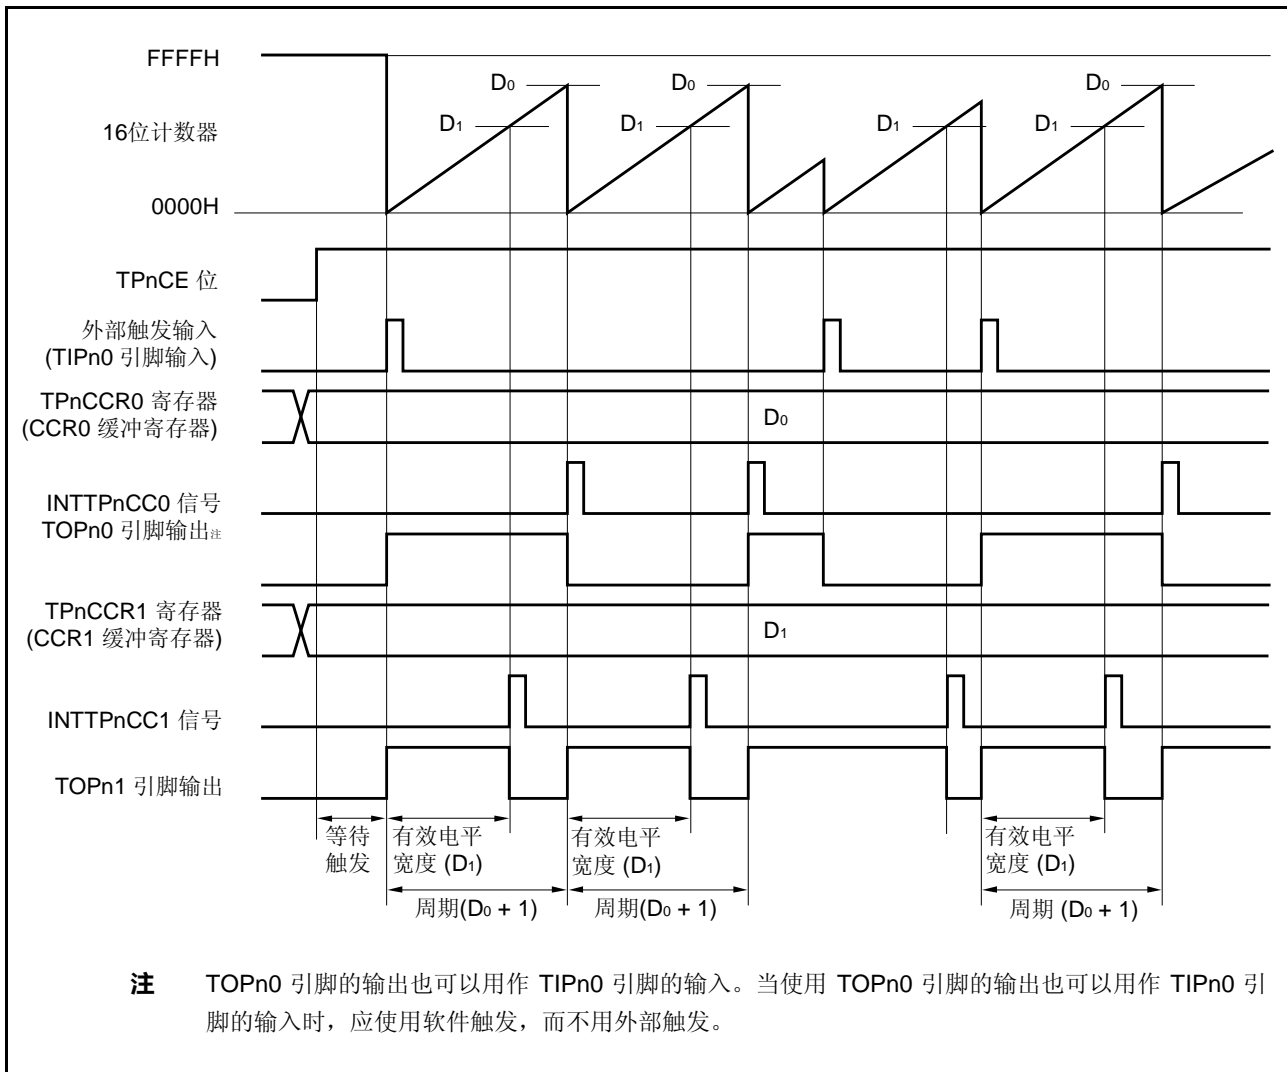 FFFFH
D0
D0
D0
D1
D1
D1
D1
16位计数器
0000H
TPnCE 位
外部触发输入
(TIPn0 引脚输入)
TPnCCR0 寄存器
(CCR0 缓冲寄存器)
D0
INTTPnCC0 信号
TOPn0 引脚输出注
TPnCCR1 寄存器
(CCR1 缓冲寄存器)
D1
INTTPnCC1 信号
TOPn1 引脚输出
等待
触发
有效电平
宽度 (D1)
有效电平
宽度 (D1)
有效电平
宽度 (D1)
周期(D0 + 1)
周期(D0 + 1)
周期 (D0 + 1)
注 TOPn0 引脚的输出也可以用作 TIPn0 引脚的输入。当使用 TOPn0 引脚的输出也可以用作 TIPn0 引
脚的输入时，应使用软件触发，而不用外部触发。